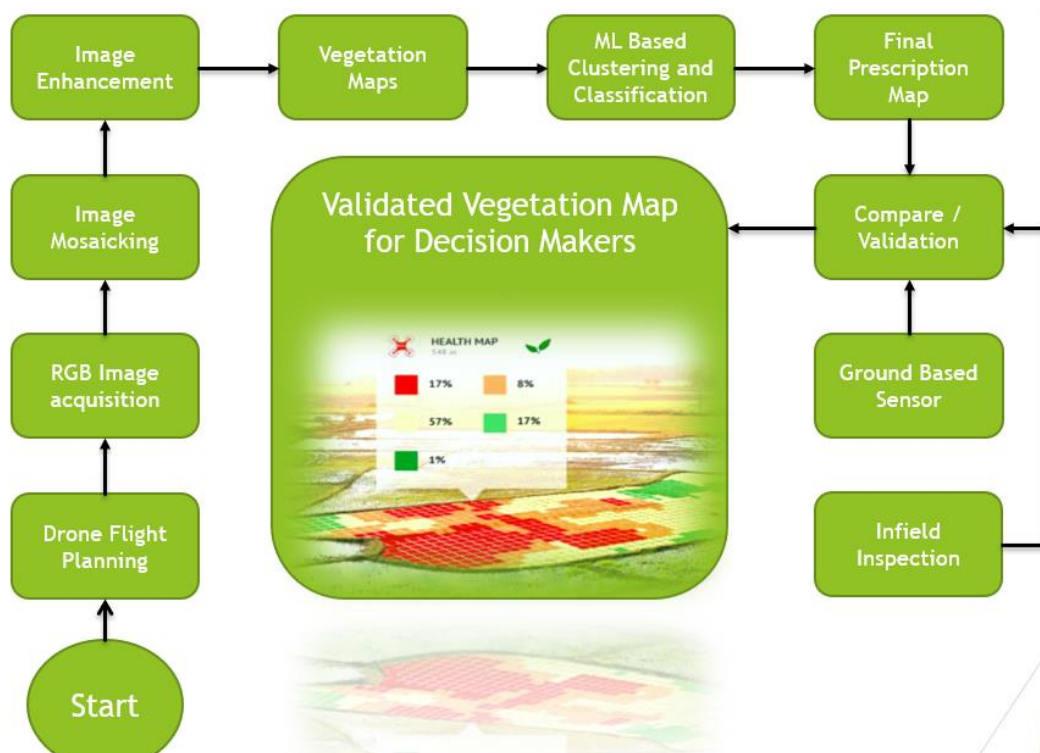 Image
Enhancement
Vegetation
Maps
ML Based
Clustering and
Classification
Final
Prescription
Map
Image
Mosaicking
Validated Vegetation Map
for Decision Makers
Compare /
Validation
HEALTH MAP
17%
8%
57%
17%
1%
RGB Image
acquisition
Ground Based
Sensor
Drone Flight
Planning
Infield
Inspection
Start